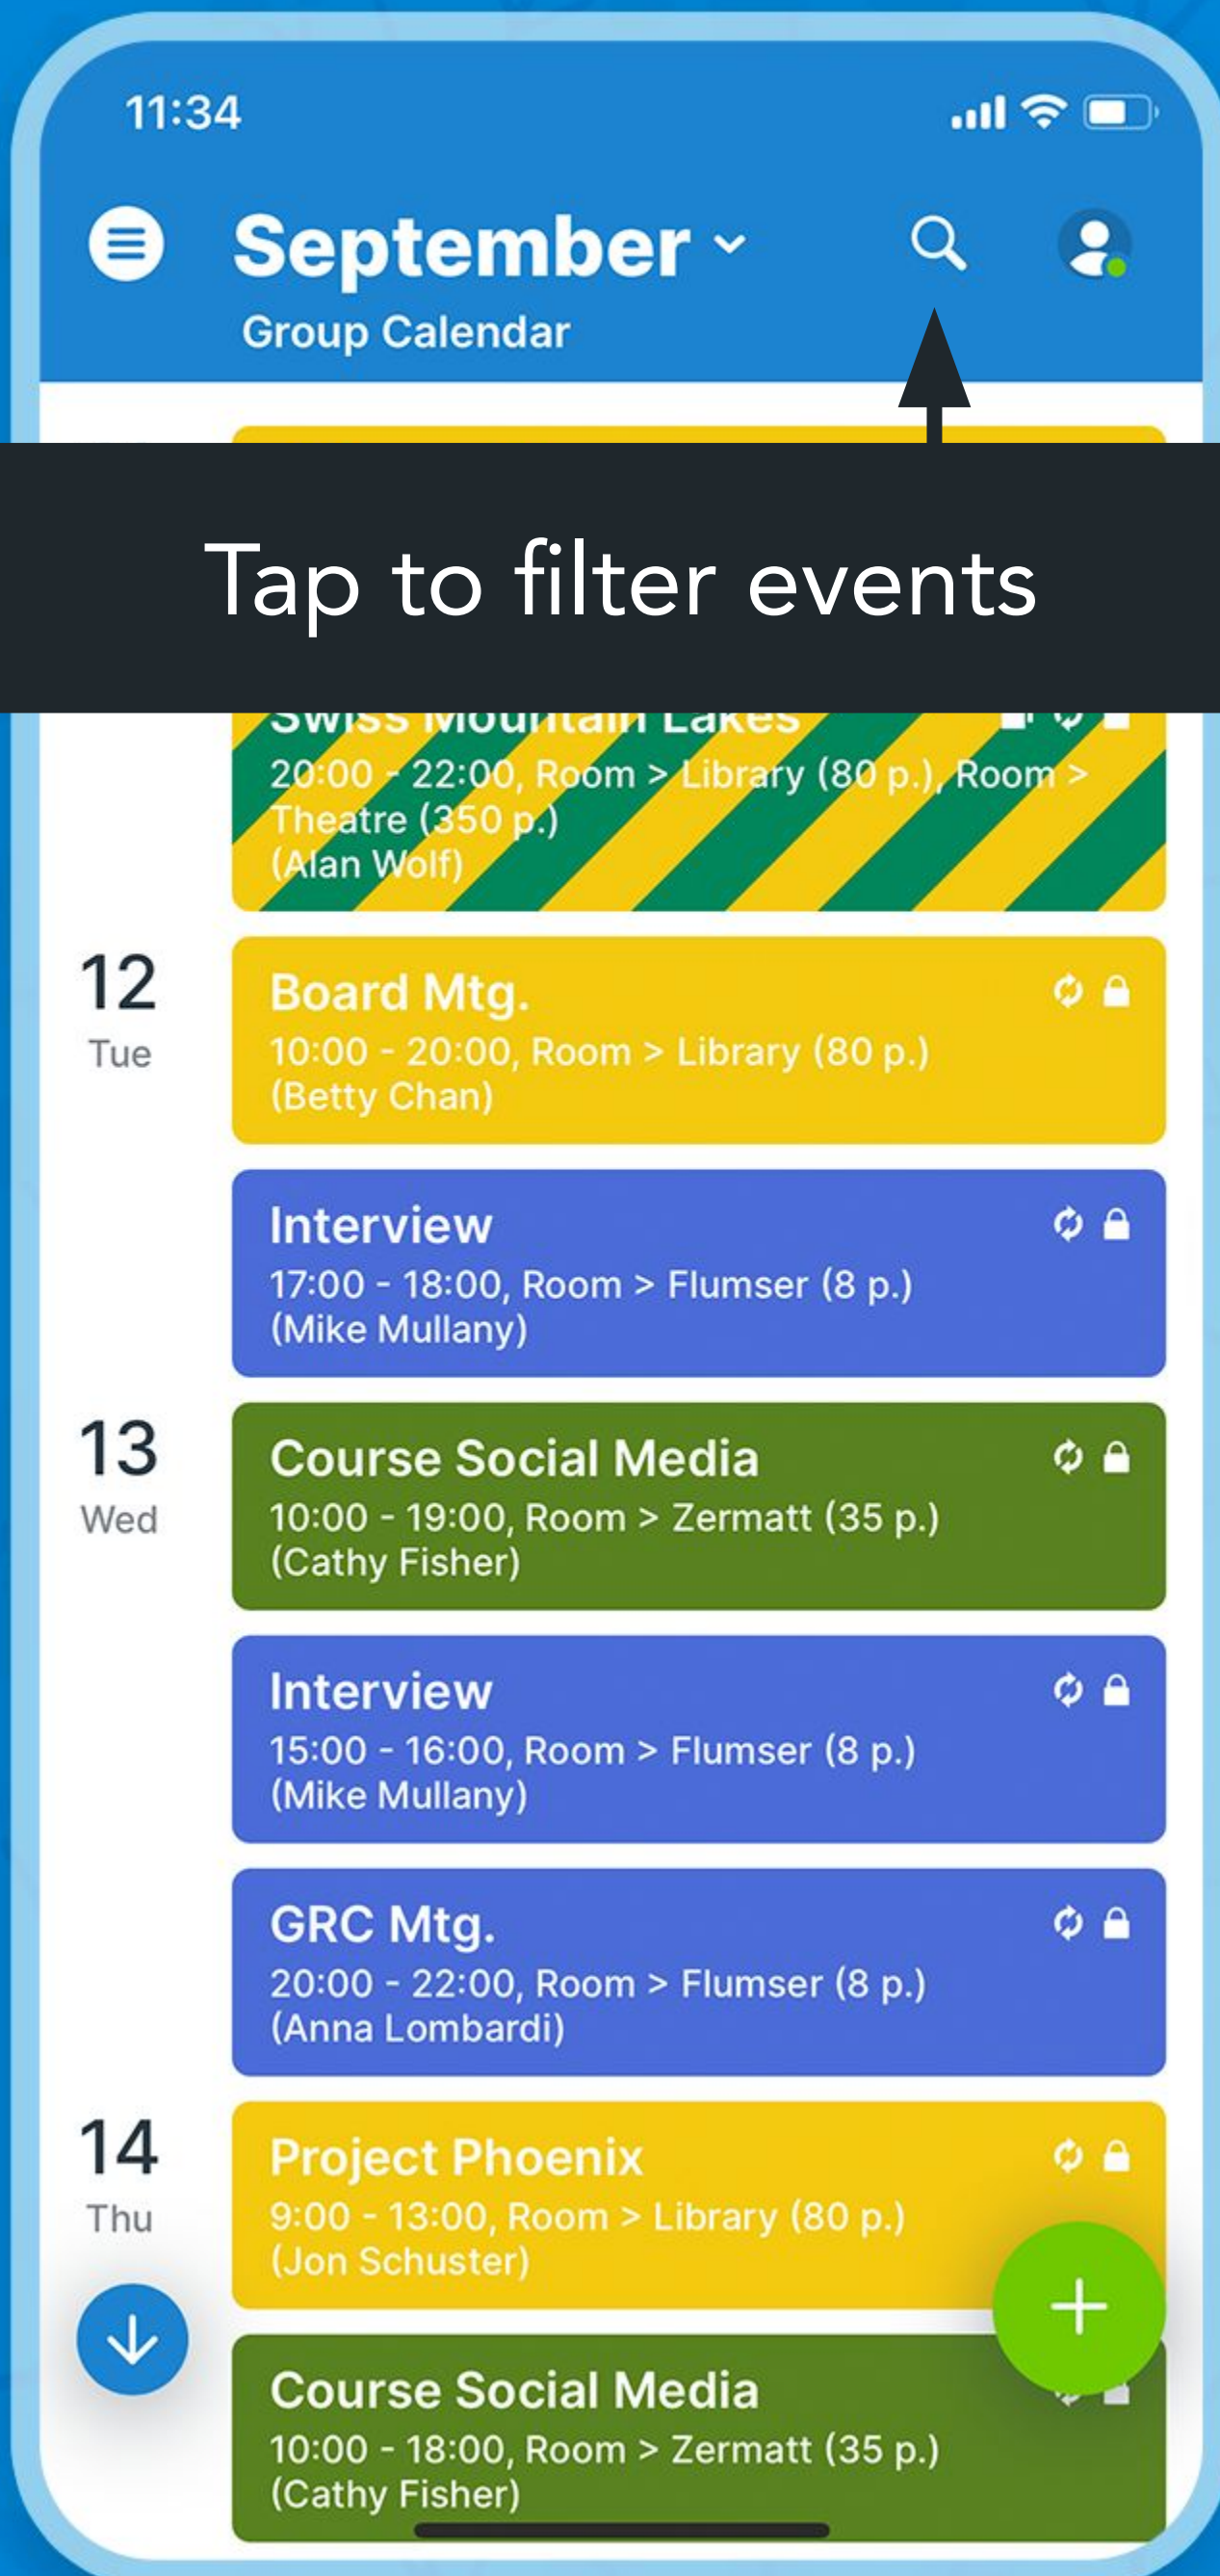 11:34
September
Group Calendar
Tap to filter events
Swiss Mountain Lakes
20:00 - 22:00, Room > Library (80 p.), Room >
Theatre (350 p.)
(Alan Wolf)
12
Tue
Board Mtg.
10:00 - 20:00, Room > Library (80 p.)
(Betty Chan)
Interview
17:00 - 18:00, Room > Flumser (8 p.)
(Mike Mullany)
13
Wed
Course Social Media
10:00 - 19:00, Room > Zermatt (35 p.)
(Cathy Fisher)
Interview
15:00 - 16:00, Room > Flumser (8 p.)
(Mike Mullany)
GRC Mtg.
20:00 - 22:00, Room > Flumser (8 p.)
(Anna Lombardi)
14
Thu
Project Phoenix
9:00 - 13:00, Room > Library (80 p.)
(Jon Schuster)
Course Social Media
10:00 - 18:00, Room > Zermatt (35 p.)
(Cathy Fisher)